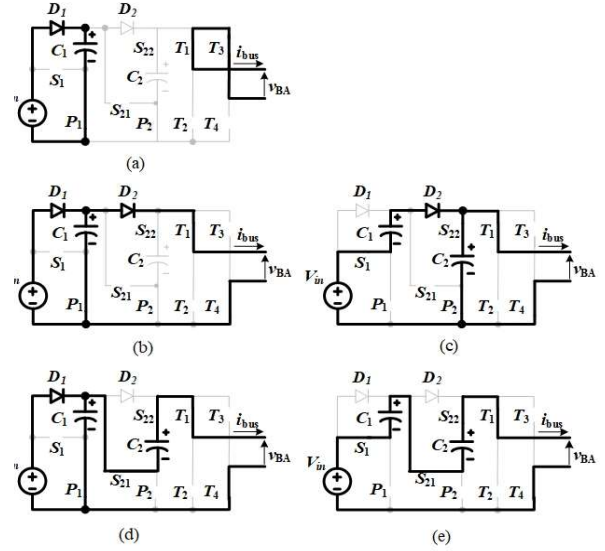 D1 D2
C1 S22 T1 T3 ibus
S1 C2 vBA
n S21
P1 P2 T2 T4
(a)
D1 D2
C1 S22 T1 T3 ibus
S1 C2 vBA
n S21
P1 P2 T2 T4
(b)
D1 D2
C1 S22 T1 T3 ibus
S1 C2 vBA
Vin S21
P1 P2 T2 T4
(c)
D1 D2
C1 S22 T1 T3 ibus
S1 C2 vBA
n S21
P1 P2 T2 T4
(d)
D1 D2
C1 S22 T1 T3 ibus
S1 C2 vBA
Vin S21
P1 P2 T2 T4
(e)